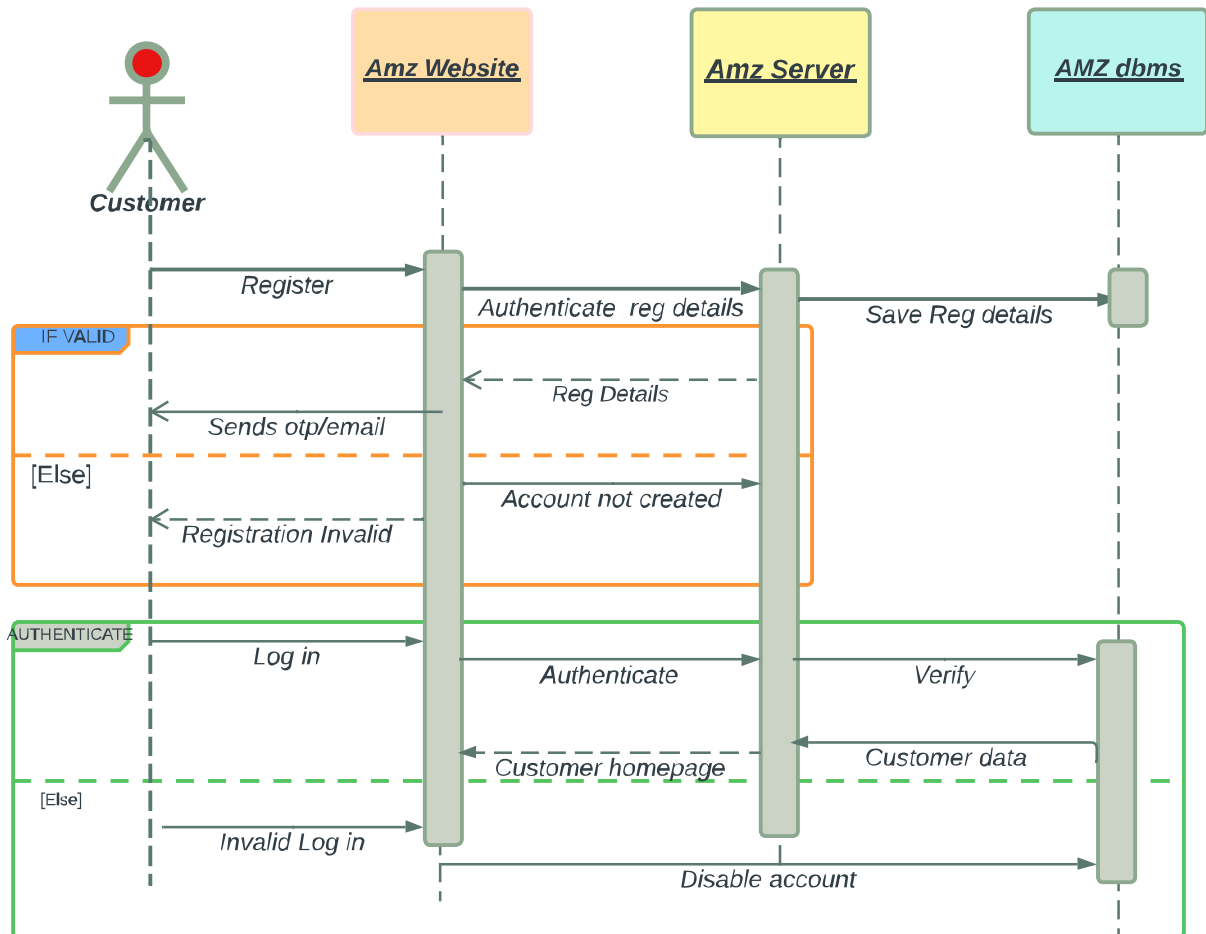 Amz Website
Amz Server
AMZ dbms
Customer
Register
Authenticate reg details
Save Reg details
IF VALID
Reg Details
Sends otp/email
[Else]
Account not created
Registration Invalid
AUTHENTICATE
Log in
Authenticate
Verify
Customer data
Customer homepage
[Else]
Invalid Log in
Disable account